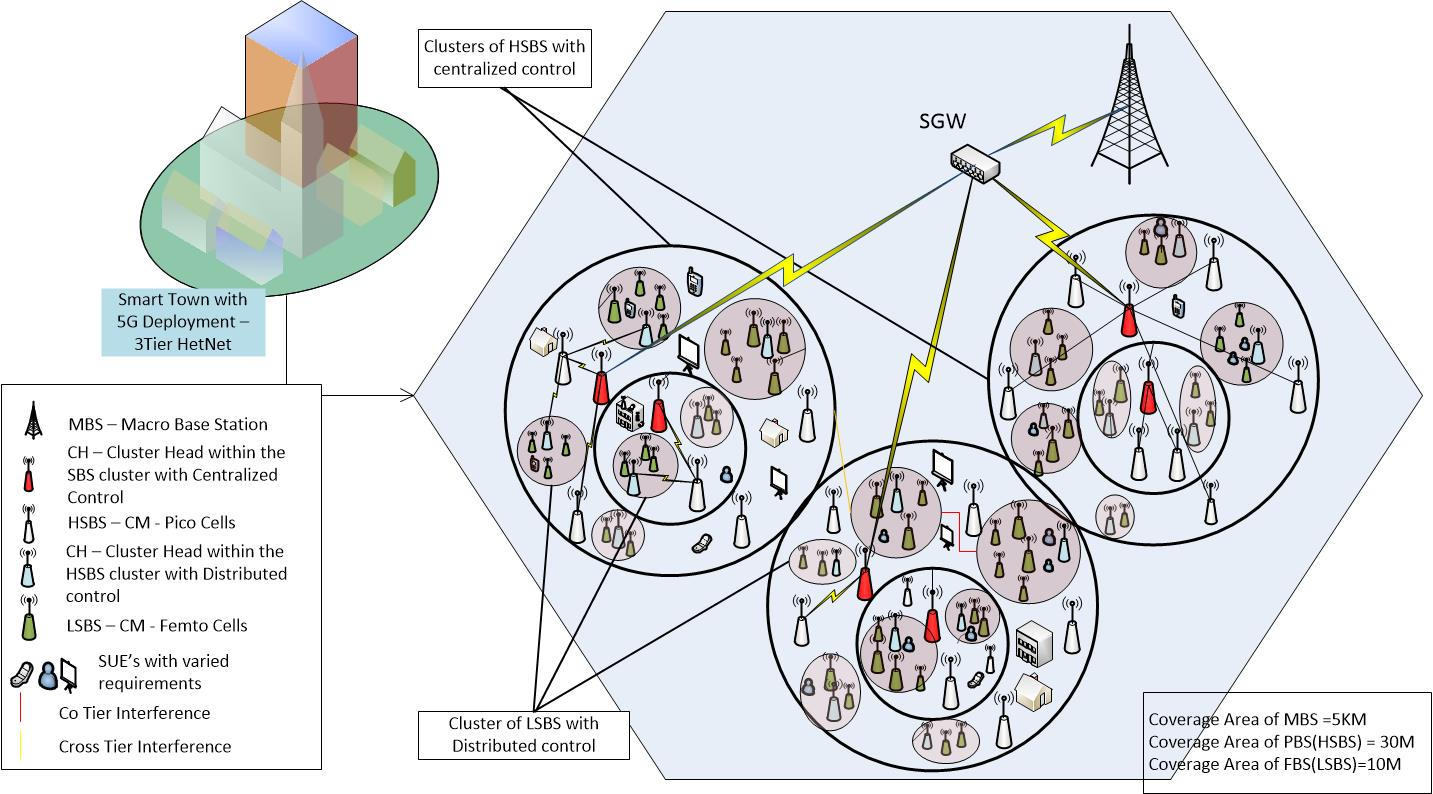 Clusters of HSBS with
centralized control
SGW
Smart Town with
5G Deployment –
3Tier HetNet
MBS – Macro Base Station
CH – Cluster Head within the
SBS cluster with Centralized
Control
HSBS – CM - Pico Cells
CH – Cluster Head within the
HSBS cluster with Distributed
control
LSBS – CM - Femto Cells
SUE's with varied
requirements
Co Tier Interference
Cross Tier Interference
Cluster of LSBS with
Distributed control
Coverage Area of MBS =5KM
Coverage Area of PBS(HSBS) = 30M
Coverage Area of FBS(LSBS)=10M